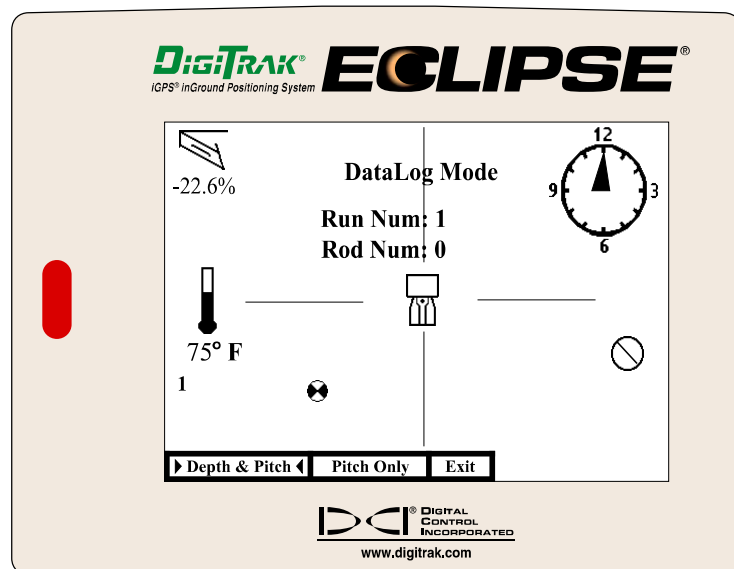 DIGITRAK® ECLIPSE®
iGPS® inGround Positioning System
12
-22.6%
DataLog Mode
9
3
Run Num: 1
Rod Num: 0
6
75° F
1
Depth & Pitch
Pitch Only
Exit
DCI® DIGITAL
CONTROL
INCORPORATED
www.digitrak.com